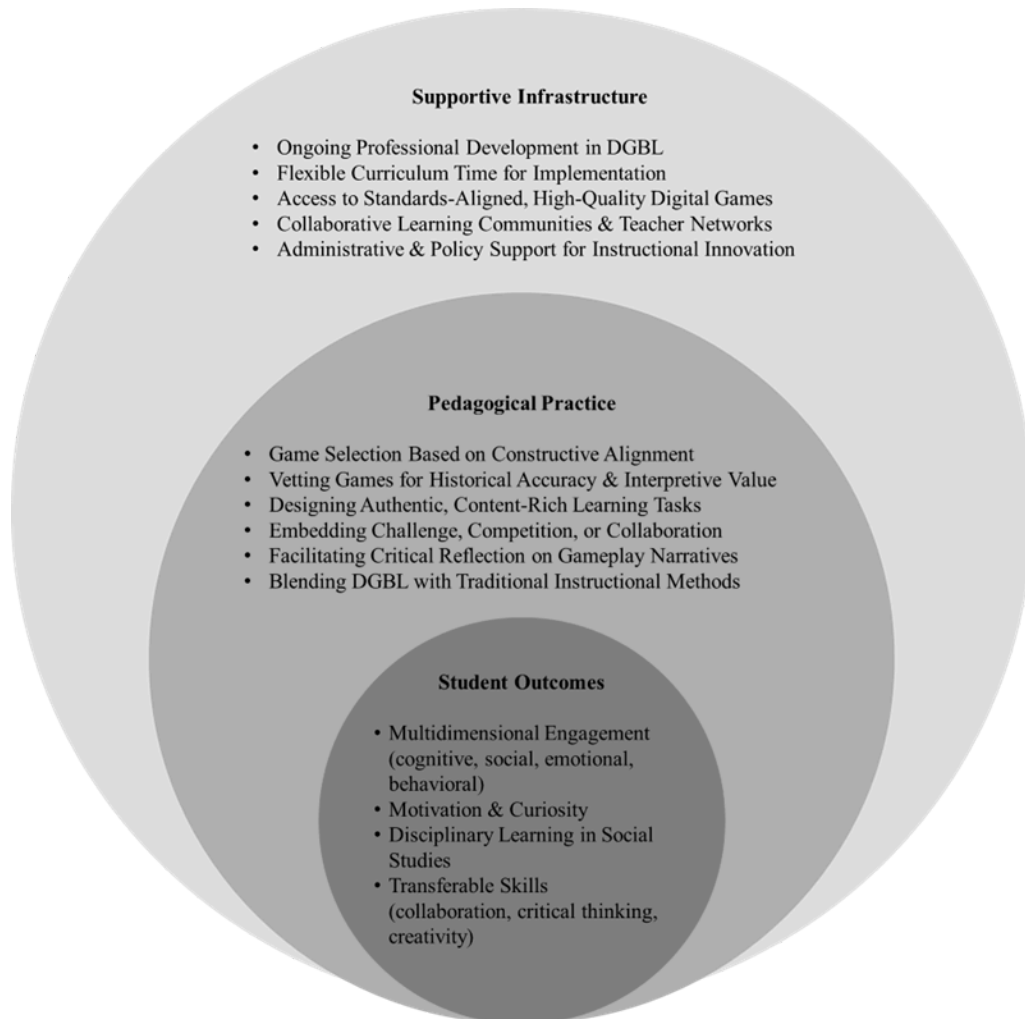 Supportive Infrastructure
• Ongoing Professional Development in DGBL
• Flexible Curriculum Time for Implementation
• Access to Standards-Aligned, High-Quality Digital Games
• Collaborative Learning Communities & Teacher Networks
• Administrative & Policy Support for Instructional Innovation
Pedagogical Practice
• Game Selection Based on Constructive Alignment
• Vetting Games for Historical Accuracy & Interpretive Value
• Designing Authentic, Content-Rich Learning Tasks
• Embedding Challenge, Competition, or Collaboration
• Facilitating Critical Reflection on Gameplay Narratives
• Blending DGBL with Traditional Instructional Methods
Student Outcomes
• Multidimensional Engagement
(cognitive, social, emotional,
behavioral)
• Motivation & Curiosity
• Disciplinary Learning in Social
Studies
• Transferable Skills
(collaboration, critical thinking,
creativity)